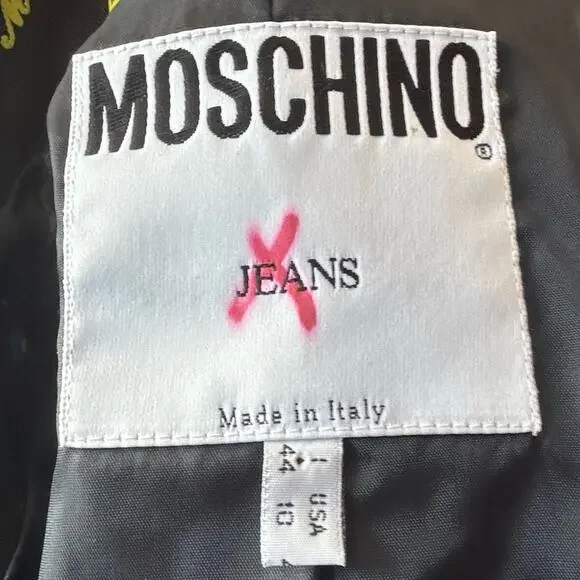 MOSCHINO
®
JEANS
Made in Italy
I USA
44 10